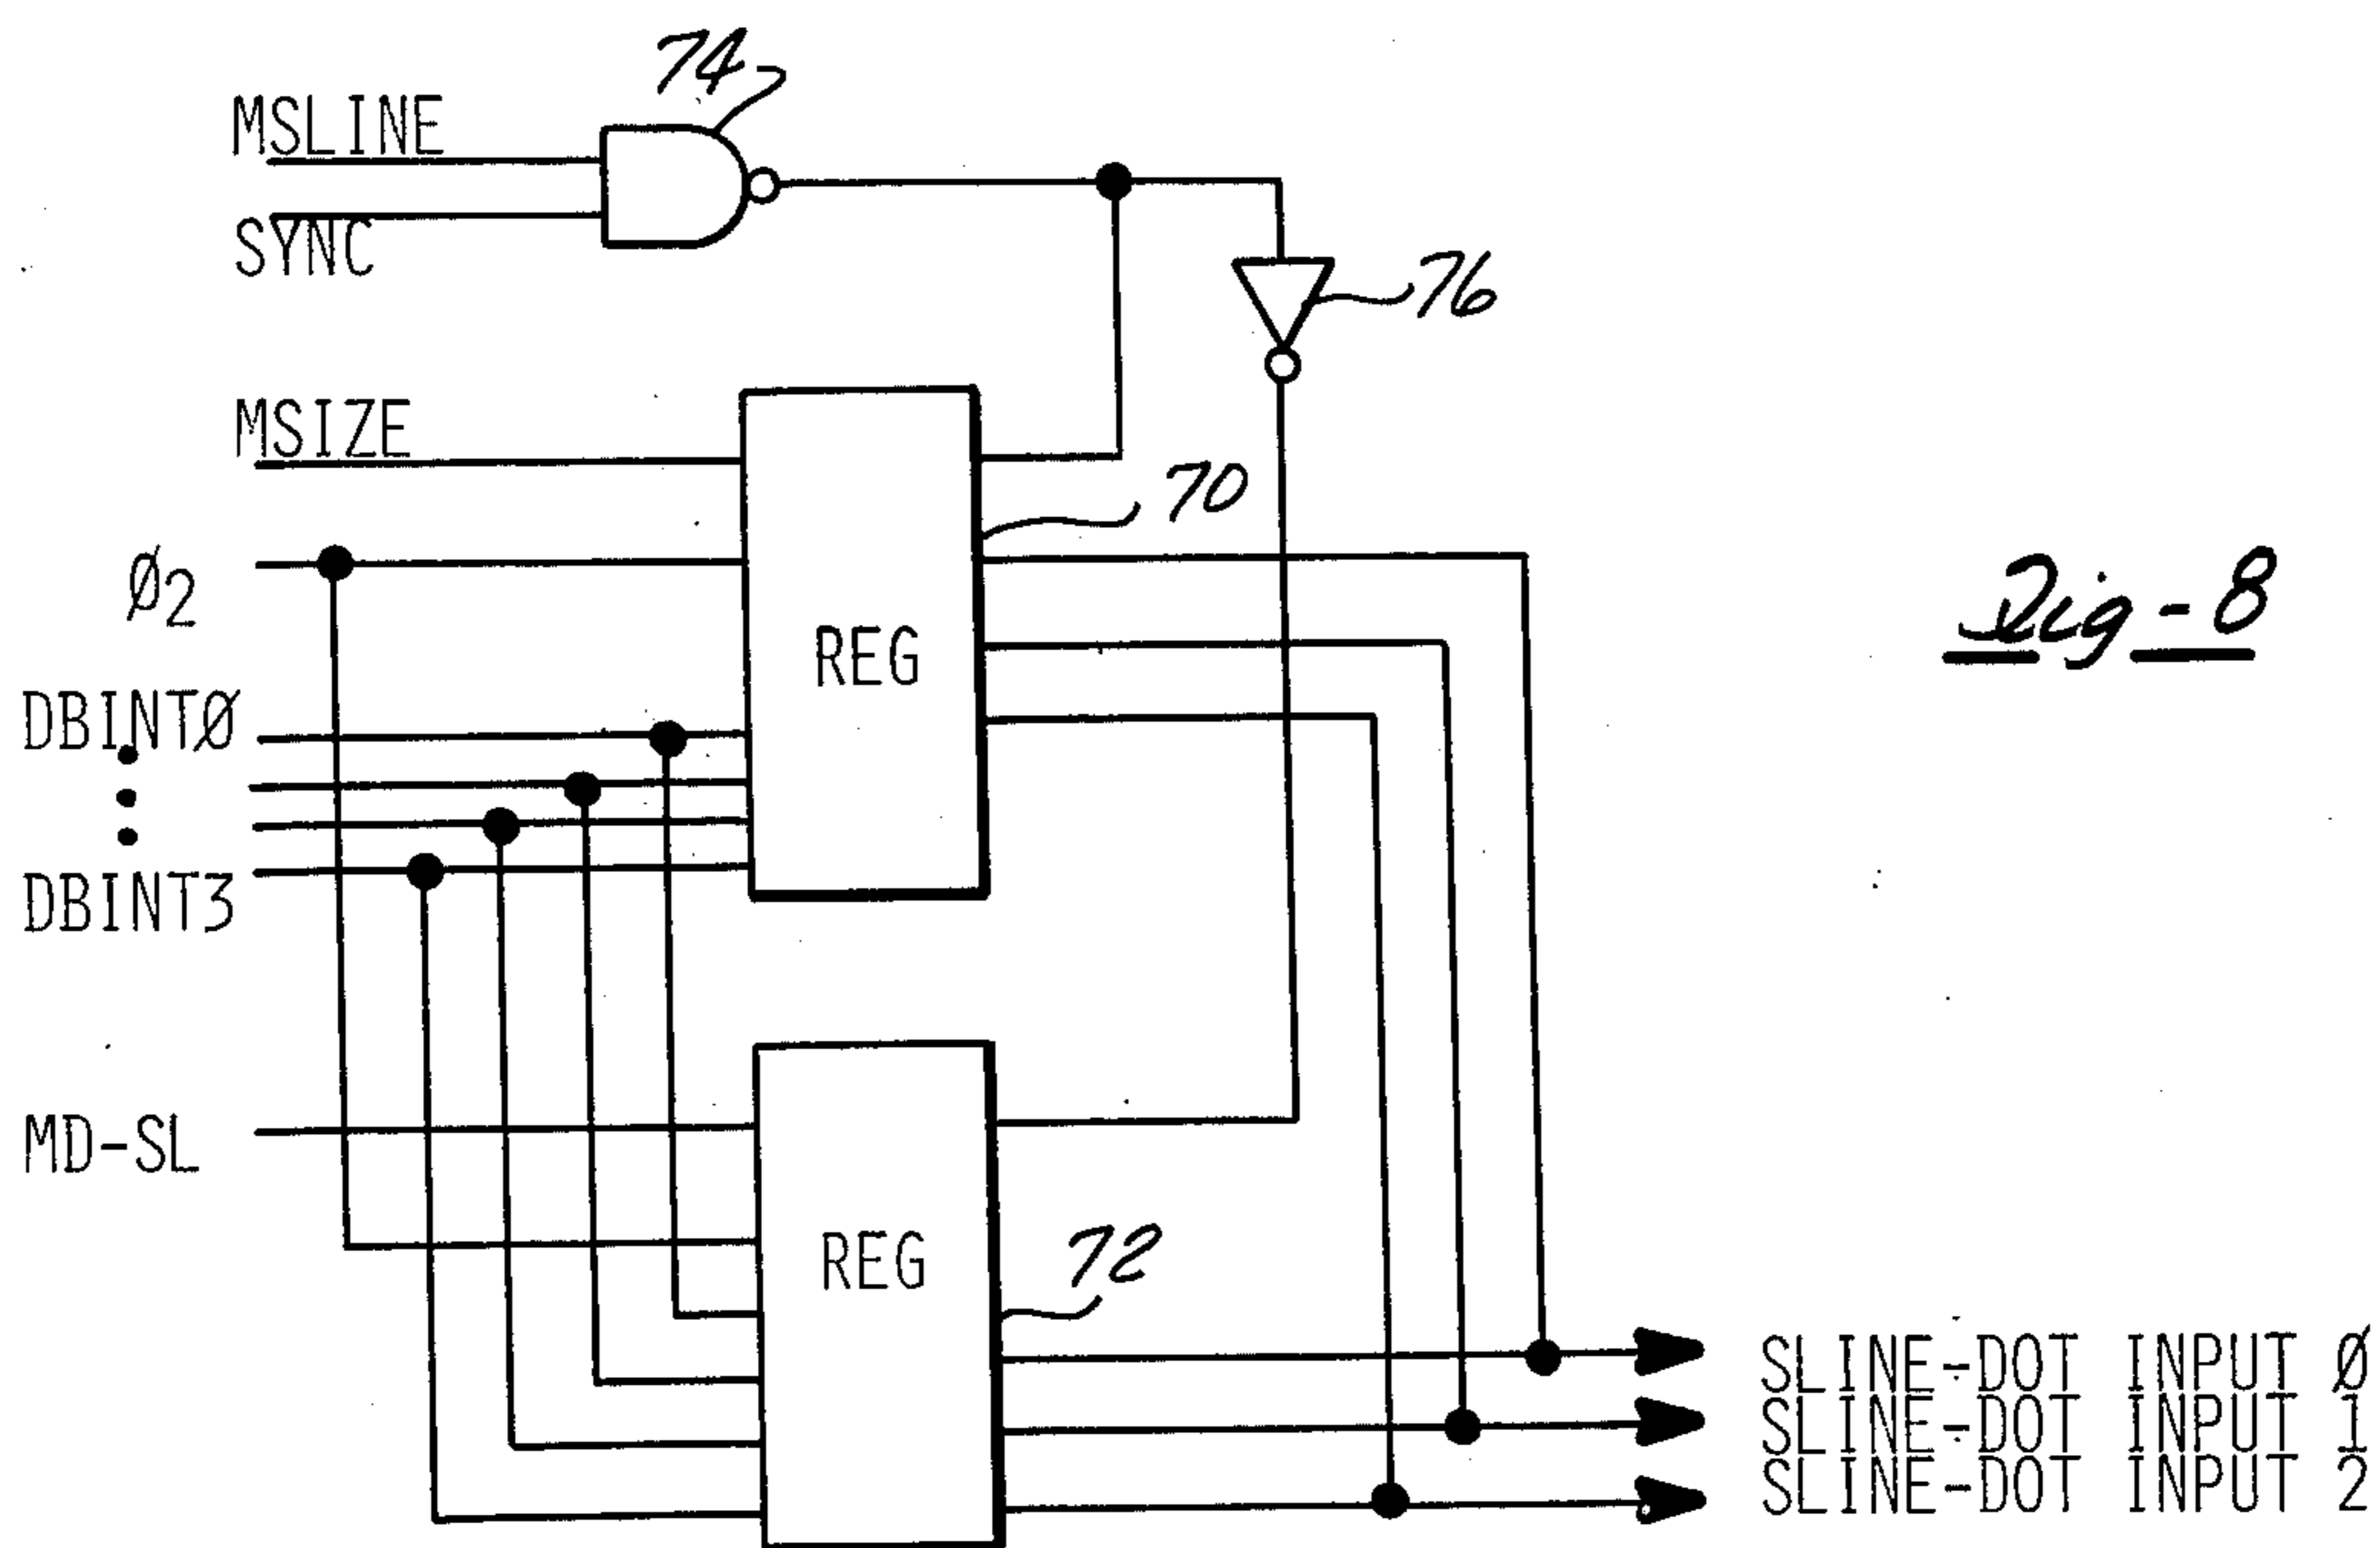 74
MSLINE
SYNC
76
MSIZE
70
Ø2
REG
Fig-8
DBINTØ
DBINT3
MD-SL
REG
72
SLINE-DOT INPUT Ø
SLINE-DOT INPUT 1
SLINE-DOT INPUT 2